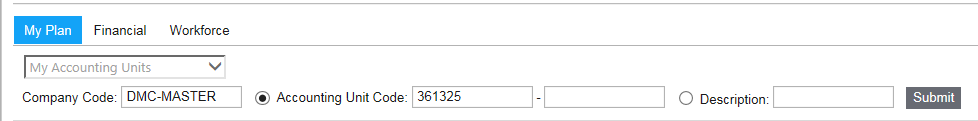 My Plan Financial Workforce
My Accounting Units
Company Code: DMC-MASTER Accounting Unit Code: 361325 - Description: Submit